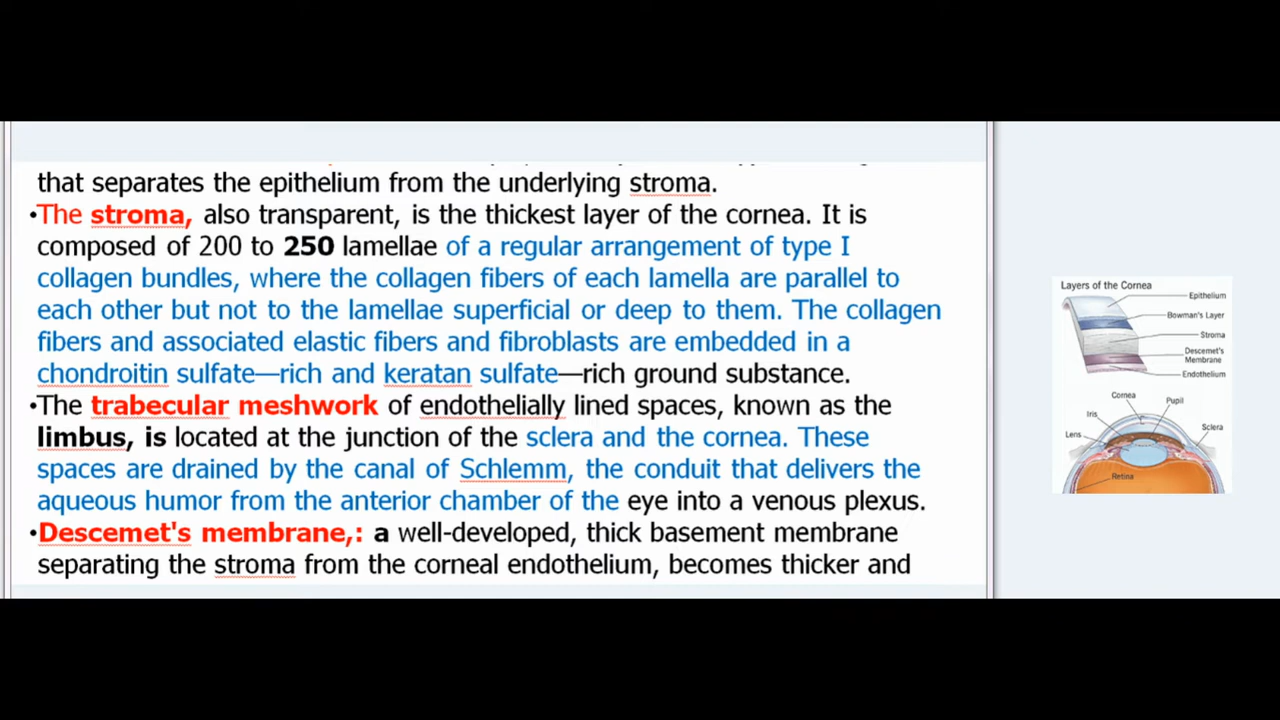 that separates the epithelium from the underlying stroma.
•The stroma, also transparent, is the thickest layer of the cornea. It is
composed of 200 to 250 lamellae of a regular arrangement of type I
collagen bundles, where the collagen fibers of each lamella are parallel to
each other but not to the lamellae superficial or deep to them. The collagen
fibers and associated elastic fibers and fibroblasts are embedded in a
chondroitin sulfate—rich and keratan sulfate—rich ground substance.
•The trabecular meshwork of endothelially lined spaces, known as the
limbus, is located at the junction of the sclera and the cornea. These
spaces are drained by the canal of Schlemm, the conduit that delivers the
aqueous humor from the anterior chamber of the eye into a venous plexus.
•Descemet's membrane,: a well-developed, thick basement membrane
separating the stroma from the corneal endothelium, becomes thicker and
Layers of the Cornea
Epithelium
Bowman's Layer
Stroma
Descemet's
Membrane
Endothelium
Cornea
Pupil
Iris
Sclera
Lens
Retina